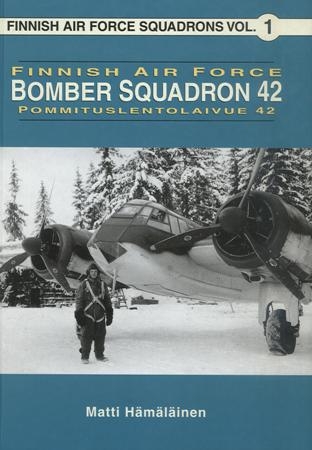 FINNISH AIR FORCE SQUADRONS VOL. 1
FINNISH AIR FORCE
BOMBER SQUADRON 42
POMMITUSLENTOLAIVUE 42
Matti Hämäläinen